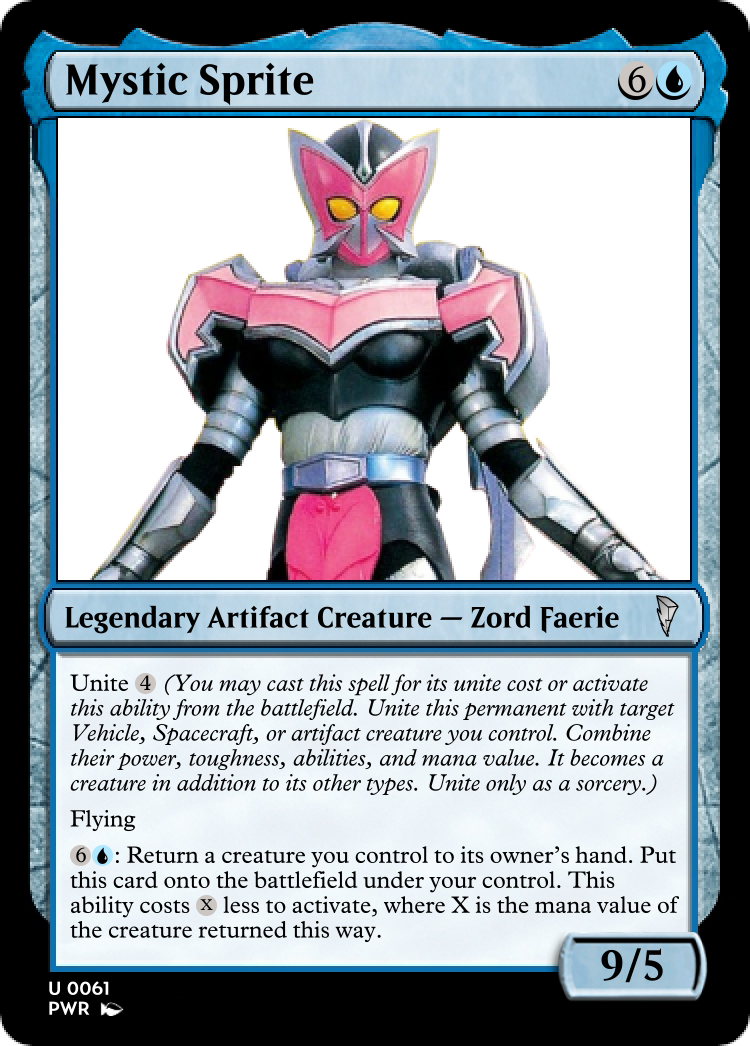 Mystic Sprite 6
Legendary Artifact Creature — Zord Faerie
Unite 4 (You may cast this spell for its unite cost or activate
this ability from the battlefield. Unite this permanent with target
Vehicle, Spacecraft, or artifact creature you control. Combine
their power, toughness, abilities, and mana value. It becomes a
creature in addition to its other types. Unite only as a sorcery.)
Flying
6 : Return a creature you control to its owner's hand. Put
this card onto the battlefield under your control. This
ability costs X less to activate, where X is the mana value of
the creature returned this way.
9/5
U 0061
PWR